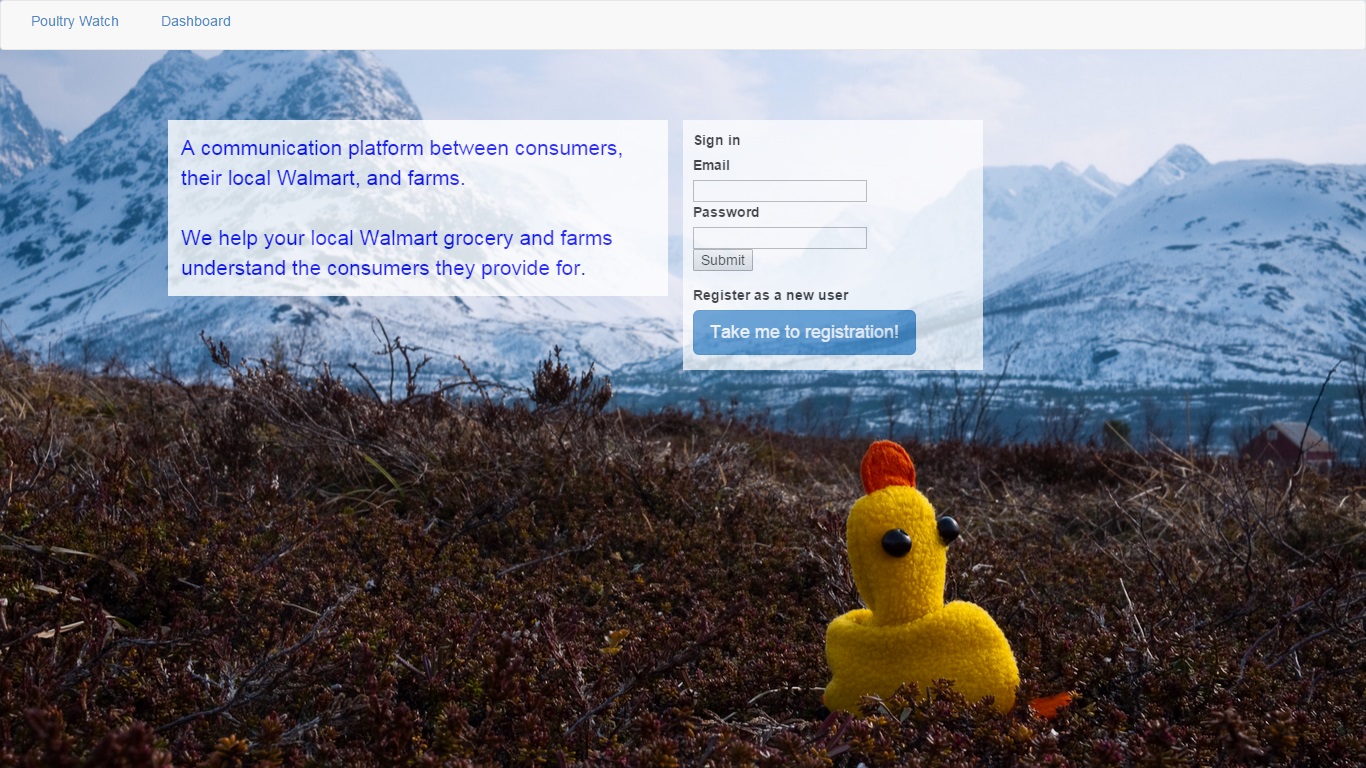 Poultry Watch Dashboard
A communication platform between consumers,
their local Walmart, and farms.
We help your local Walmart grocery and farms
understand the consumers they provide for.
Sign in
Email
Password
Submit
Register as a new user
Take me to registration!